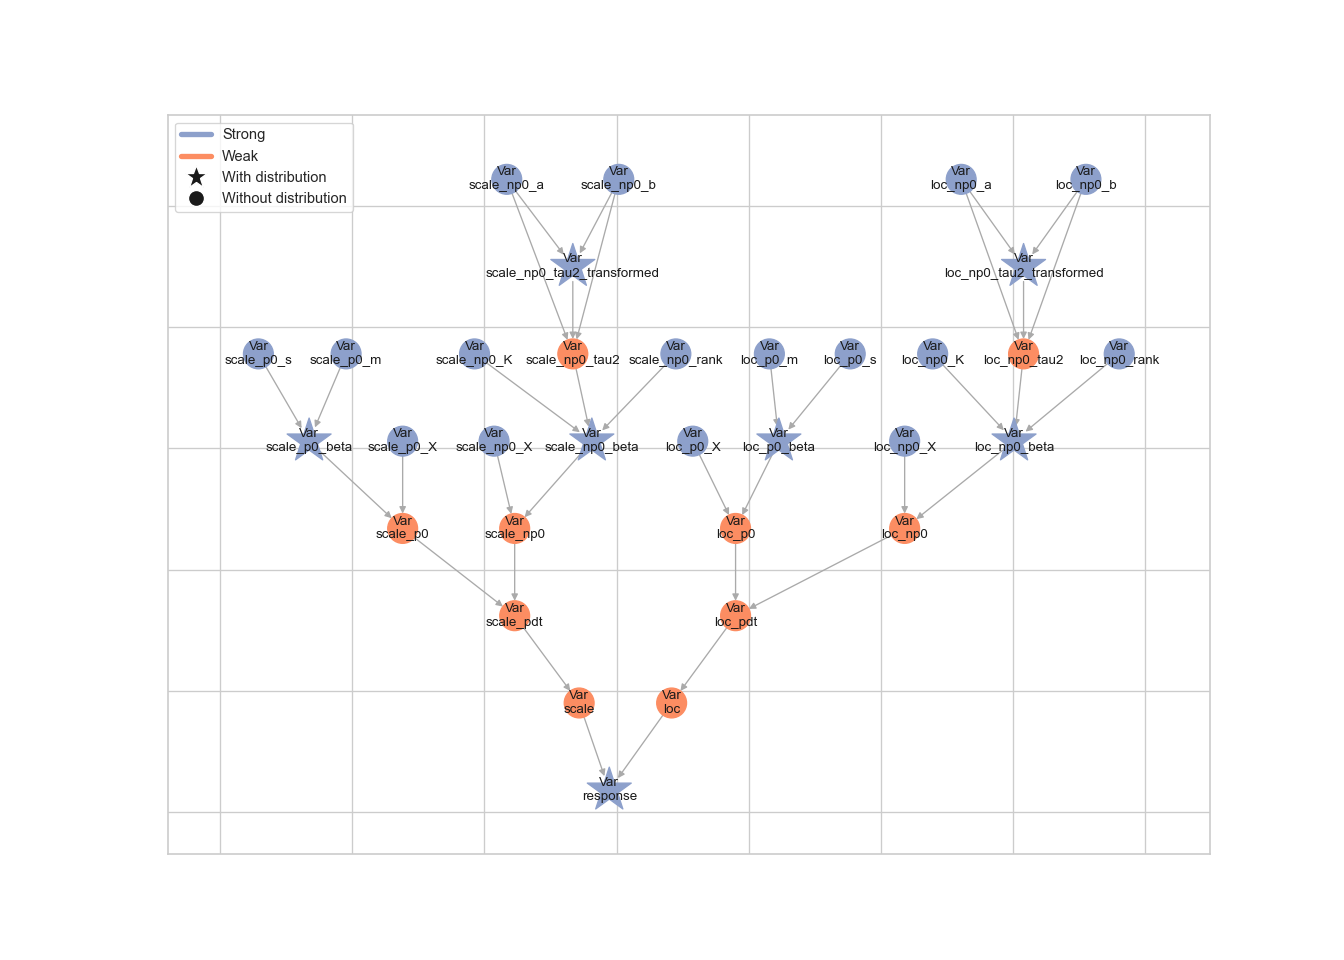 Strong
Weak
With distribution
Without distribution
Var
scale_np0_a
Var
scale_np0_b
Var
loc_np0_a
Var
loc_np0_b
Var
scale_np0_tau2_transformed
Var
loc_np0_tau2_transformed
Var
scale_p0_s
Var
scale_p0_m
Var
scale_np0_K
Var
scale_np0_tau2
Var
scale_np0_rank
Var
loc_p0_m
Var
loc_p0_s
Var
loc_np0_K
Var
loc_np0_tau2
Var
loc_np0_rank
Var
scale_p0_beta
Var
scale_p0_X
Var
scale_np0_X
Var
scale_np0_beta
Var
loc_p0_X
Var
loc_p0_beta
Var
loc_np0_X
Var
loc_np0_beta
Var
scale_p0
Var
scale_np0
Var
loc_p0
Var
loc_np0
Var
scale_pdt
Var
loc_pdt
Var
scale
Var
loc
Var
response